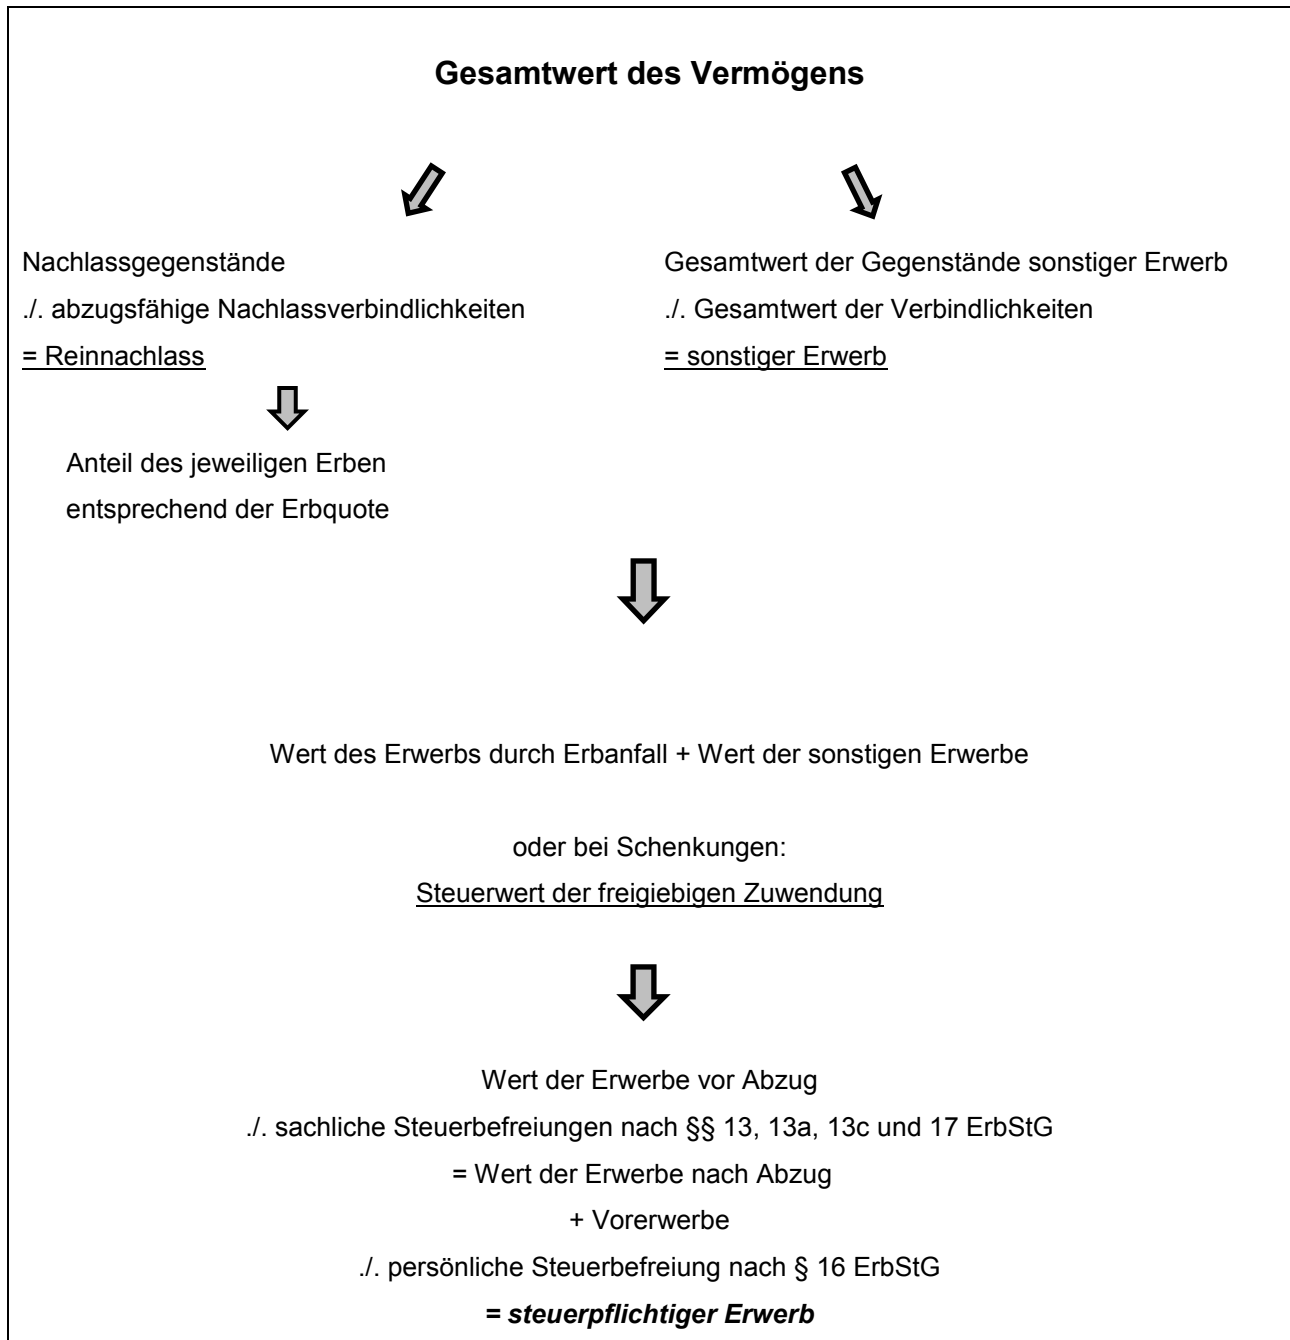 Gesamtwert des Vermögens
Nachlassgegenstände
./. abzugsfähige Nachlassverbindlichkeiten
= Reinnachlass
Anteil des jeweiligen Erben
entsprechend der Erbquote
Gesamtwert der Gegenstände sonstiger Erwerb
./. Gesamtwert der Verbindlichkeiten
= sonstiger Erwerb
Wert des Erwerbs durch Erbanfall + Wert der sonstigen Erwerbe
oder bei Schenkungen:
Steuerwert der freigiebigen Zuwendung
Wert der Erwerbe vor Abzug
./. sachliche Steuerbefreiungen nach §§ 13, 13a, 13c und 17 ErbStG
= Wert der Erwerbe nach Abzug
+ Vorerwerbe
./. persönliche Steuerbefreiung nach § 16 ErbStG
= steuerpflichtiger Erwerb